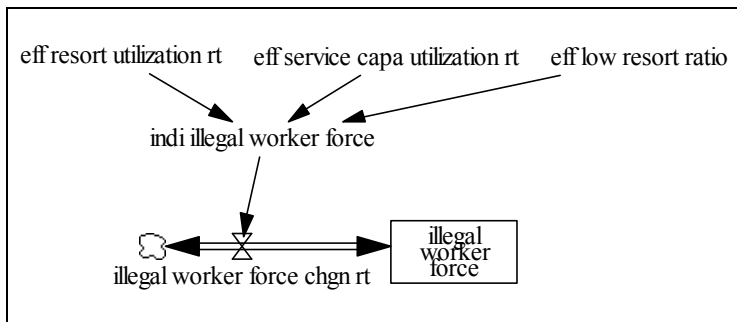 eff resort utilization rt
eff service capa utilization rt
eff low resort ratio
indi illegal worker force
illegal
worker
force
illegal worker force chgn rt